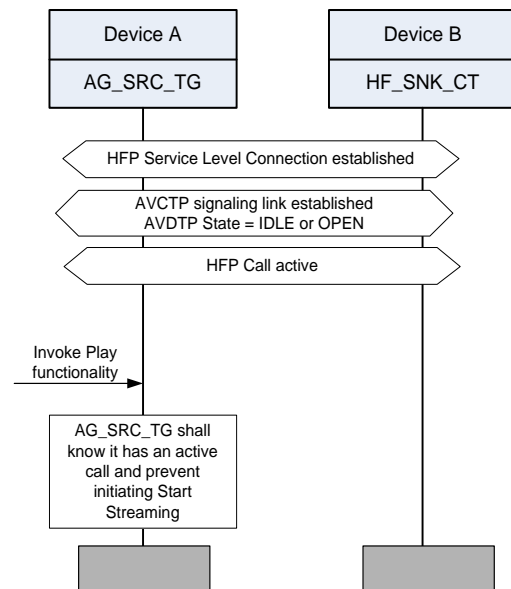 Device A
Device B
AG_SRC_TG
HF_SNK_CT
HFP Service Level Connection established
AVCTP signaling link established
AVDTP State = IDLE or OPEN
HFP Call active
Invoke Play
functionality
AG_SRC_TG shall
know it has an active
call and prevent
initiating Start
Streaming